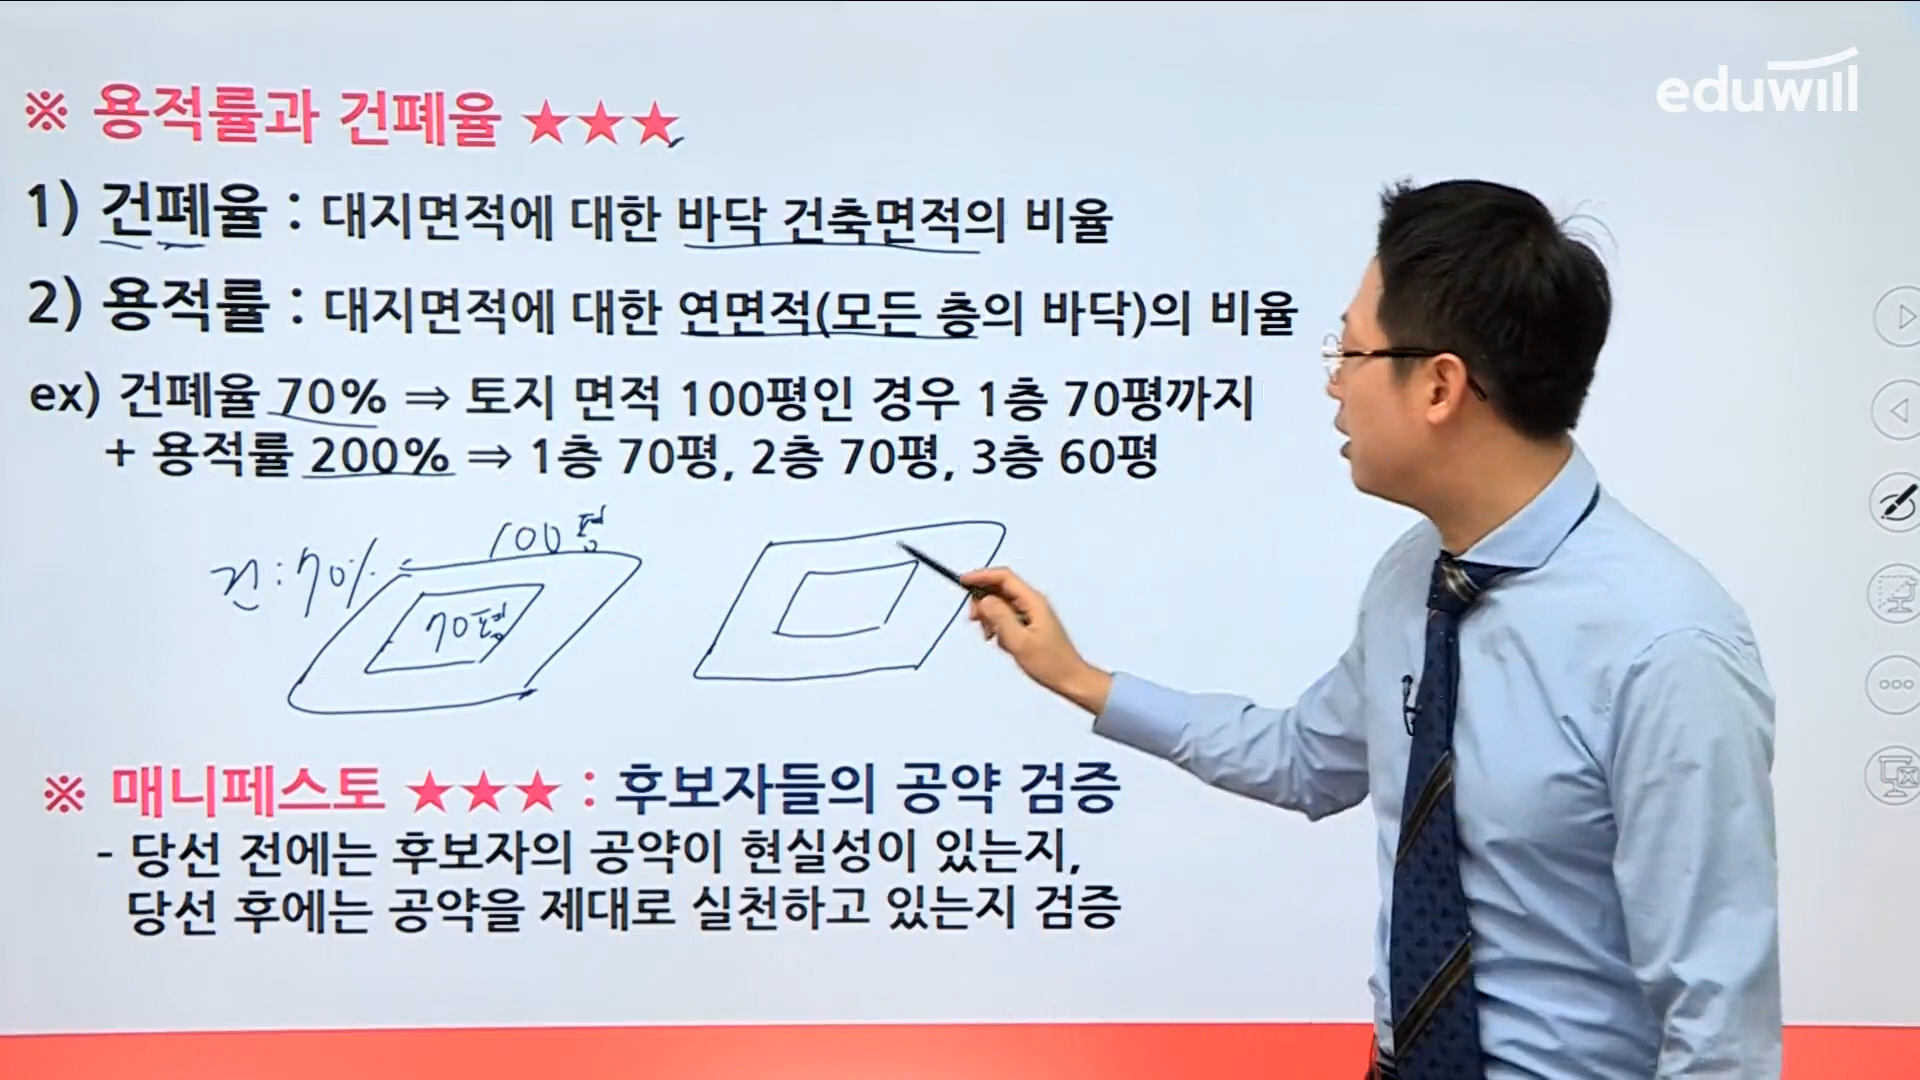 eduwill
※ 용적률과 건폐율 ★★★
1) 건폐율 : 대지면적에 대한 바닥 건축면적의 비율
2) 용적률 : 대지면적에 대한 연면적(모든 층의 바닥)의 비율
ex) 건폐율 70% ⇒ 토지 면적 100평인 경우 1층 70평까지
+ 용적률 200% ⇒ 1층 70평, 2층 70평, 3층 60평
100평
건:70%
70평
※ 매니페스토 ★★★ : 후보자들의 공약 검증
- 당선 전에는 후보자의 공약이 현실성이 있는지,
당선 후에는 공약을 제대로 실천하고 있는지 검증